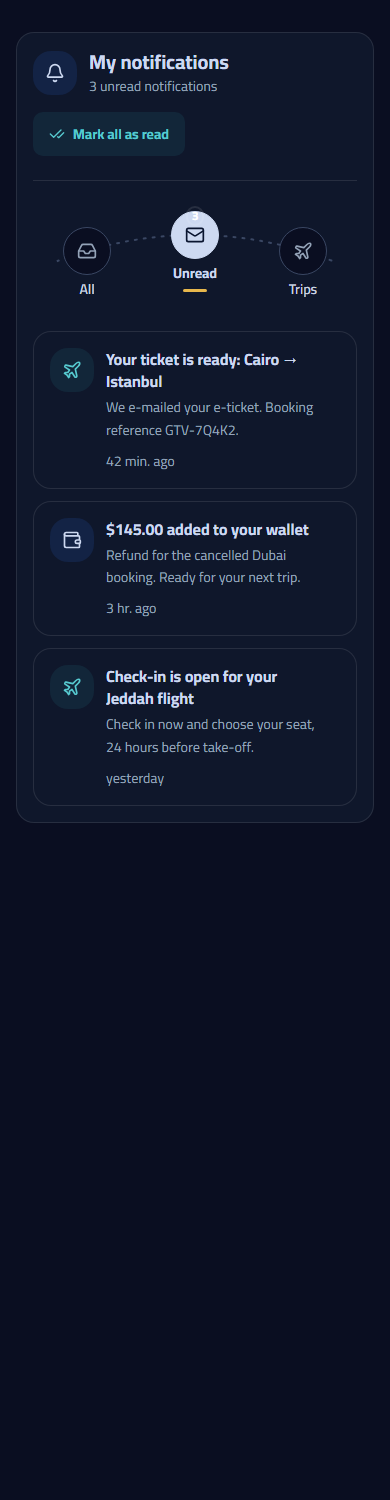 My notifications
3 unread notifications
Mark all as read
3
All
Unread
Trips
Your ticket is ready: Cairo →
Istanbul
We e-mailed your e-ticket. Booking
reference GTV-7Q4K2.
42 min. ago
$145.00 added to your wallet
Refund for the cancelled Dubai
booking. Ready for your next trip.
3 hr. ago
Check-in is open for your
Jeddah flight
Check in now and choose your seat,
24 hours before take-off.
yesterday